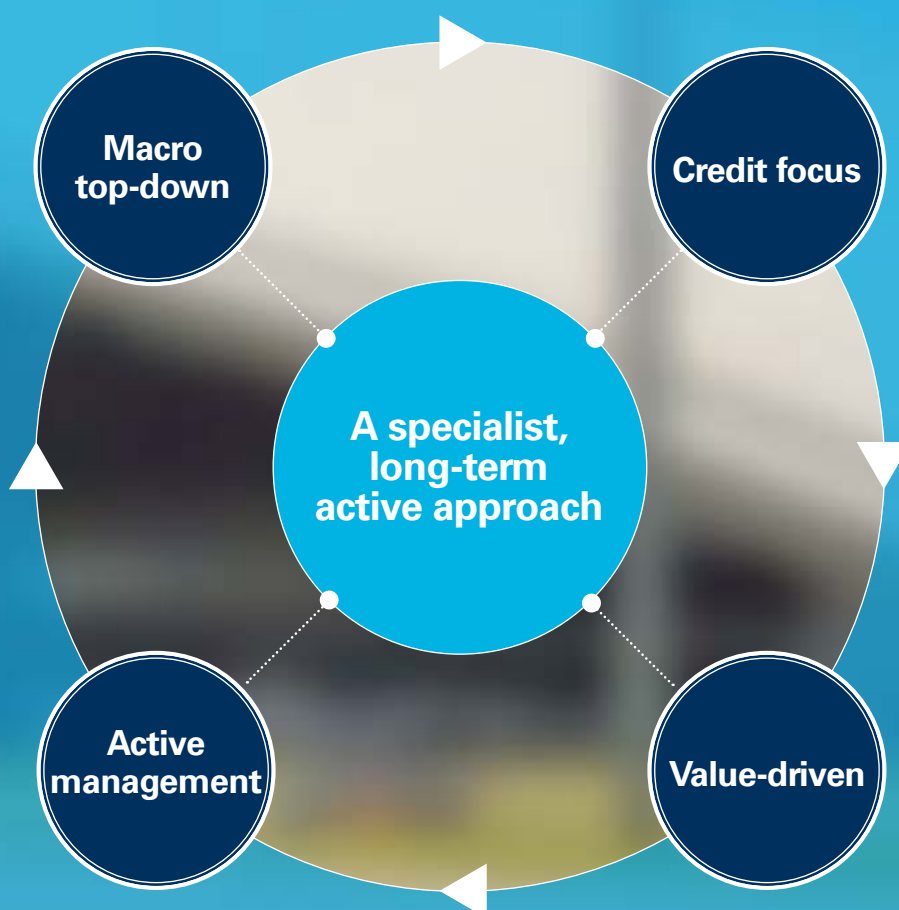 Macro
top-down
Credit focus
A specialist,
long-term
active approach
Active
management
Value-driven